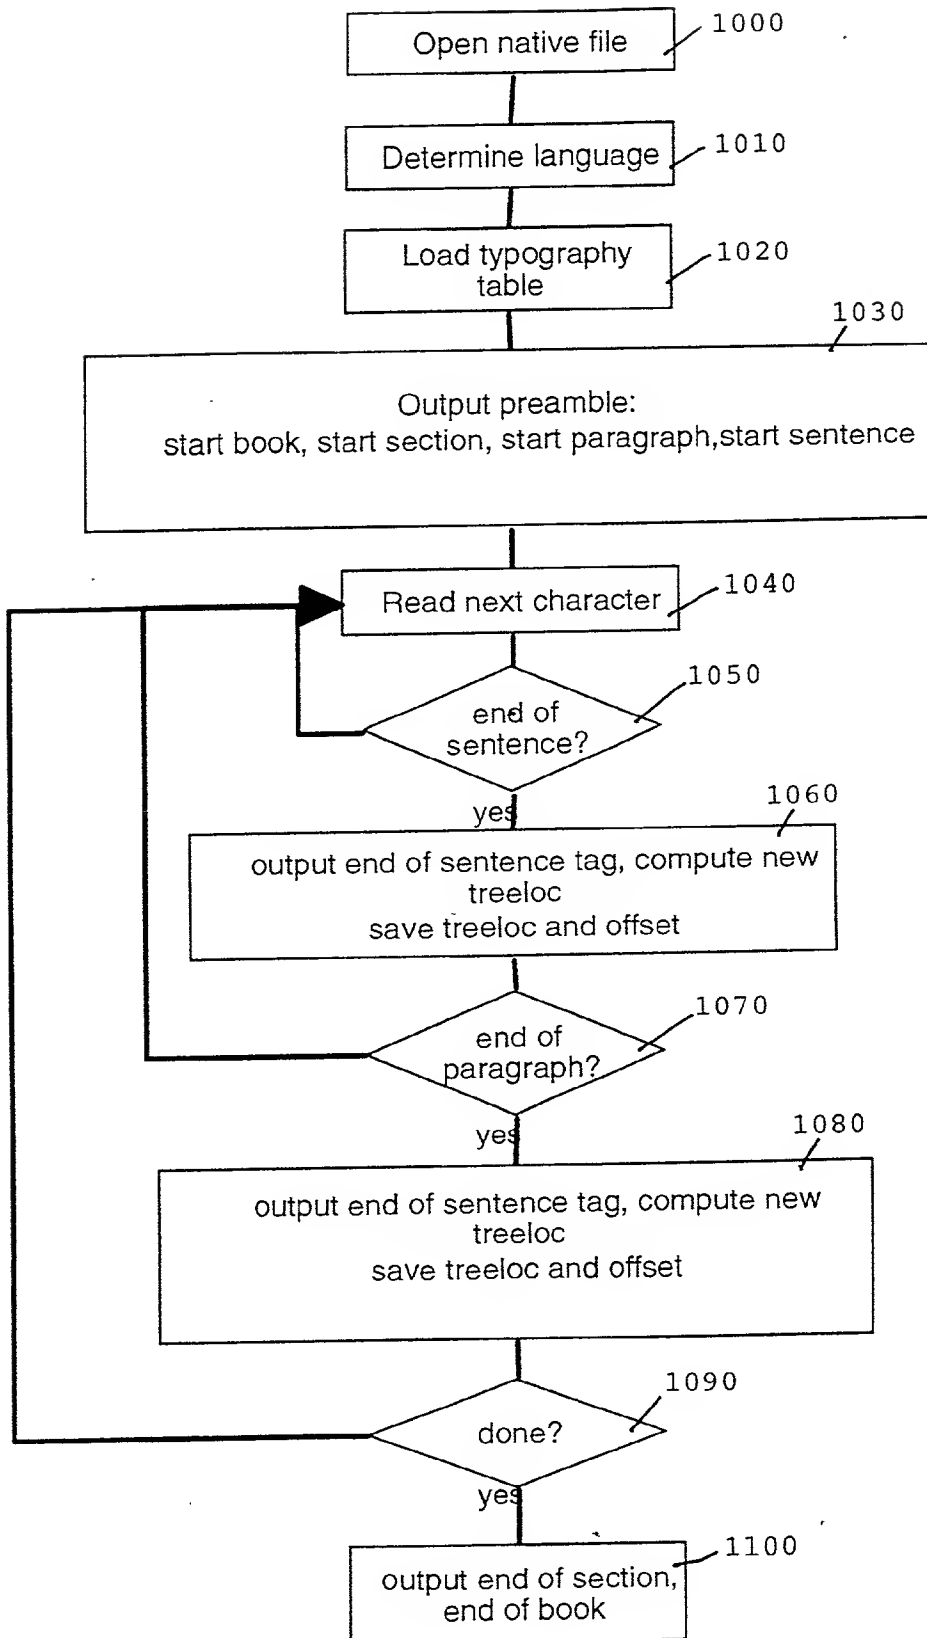 Open native file
1000
Determine language
1010
Load typography
table
1020
1030
Output preamble:
start book, start section, start paragraph,start sentence
Read next character
1040
1050
end of
sentence?
yes
1060
output end of sentence tag, compute new
treeloc
save treeloc and offset
1070
end of
paragraph?
yes
1080
output end of sentence tag, compute new
treeloc
save treeloc and offset
1090
done?
yes
1100
output end of section,
end of book